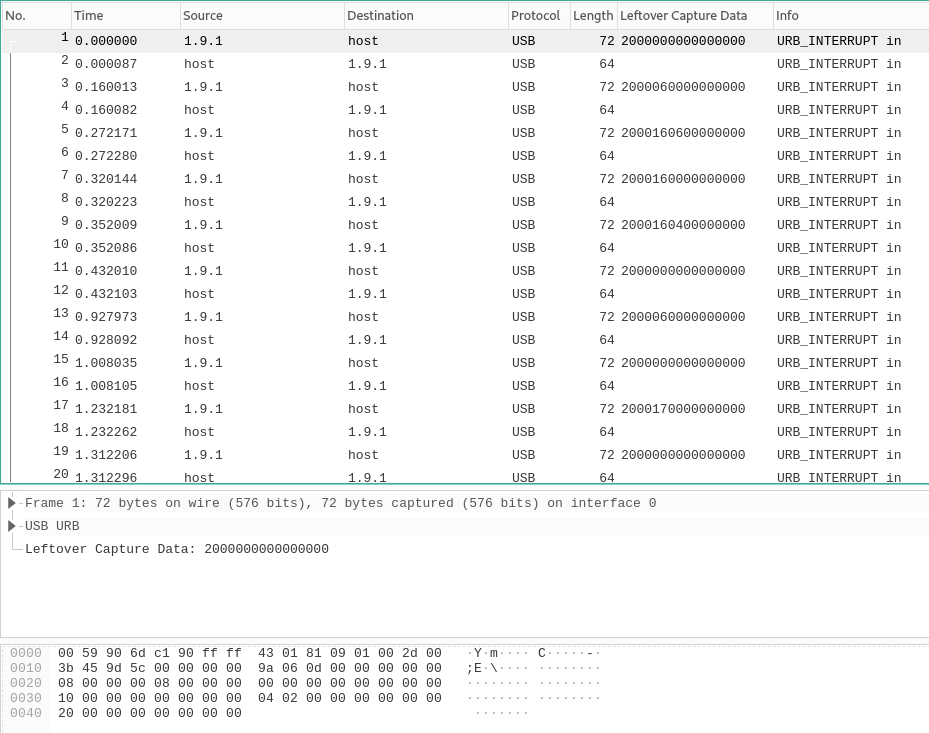 No. Time Source Destination Protocol Length Leftover Capture Data Info
1 0.000000 1.9.1 host USB 72 2000000000000000 URB_INTERRUPT in
2 0.000087 host 1.9.1 USB 64 URB_INTERRUPT in
3 0.160013 1.9.1 host USB 72 2000060000000000 URB_INTERRUPT in
4 0.160082 host 1.9.1 USB 64 URB_INTERRUPT in
5 0.272171 1.9.1 host USB 72 2000160600000000 URB_INTERRUPT in
6 0.272280 host 1.9.1 USB 64 URB_INTERRUPT in
7 0.320144 1.9.1 host USB 72 2000160000000000 URB_INTERRUPT in
8 0.320223 host 1.9.1 USB 64 URB_INTERRUPT in
9 0.352009 1.9.1 host USB 72 2000160400000000 URB_INTERRUPT in
10 0.352086 host 1.9.1 USB 64 URB_INTERRUPT in
11 0.432010 1.9.1 host USB 72 2000000000000000 URB_INTERRUPT in
12 0.432103 host 1.9.1 USB 64 URB_INTERRUPT in
13 0.927973 1.9.1 host USB 72 2000060000000000 URB_INTERRUPT in
14 0.928092 host 1.9.1 USB 64 URB_INTERRUPT in
15 1.008035 1.9.1 host USB 72 2000000000000000 URB_INTERRUPT in
16 1.008105 host 1.9.1 USB 64 URB_INTERRUPT in
17 1.232181 1.9.1 host USB 72 2000170000000000 URB_INTERRUPT in
18 1.232262 host 1.9.1 USB 64 URB_INTERRUPT in
19 1.312206 1.9.1 host USB 72 2000000000000000 URB_INTERRUPT in
20 1.312296 host 1.9.1 USB 64 URB_INTERRUPT in
Frame 1: 72 bytes on wire (576 bits), 72 bytes captured (576 bits) on interface 0
USB URB
Leftover Capture Data: 2000000000000000
0000 00 59 90 6d c1 90 ff ff 43 01 81 09 01 00 2d 00 ·Y·m···· C·····-·
0010 3b 45 9d 5c 00 00 00 00 9a 06 0d 00 00 00 00 00 ;E·\···· ········
0020 08 00 00 00 08 00 00 00 00 00 00 00 00 00 00 00 ········ ········
0030 10 00 00 00 00 00 00 00 04 02 00 00 00 00 00 00 ········ ········
0040 20 00 00 00 00 00 00 00 ·······